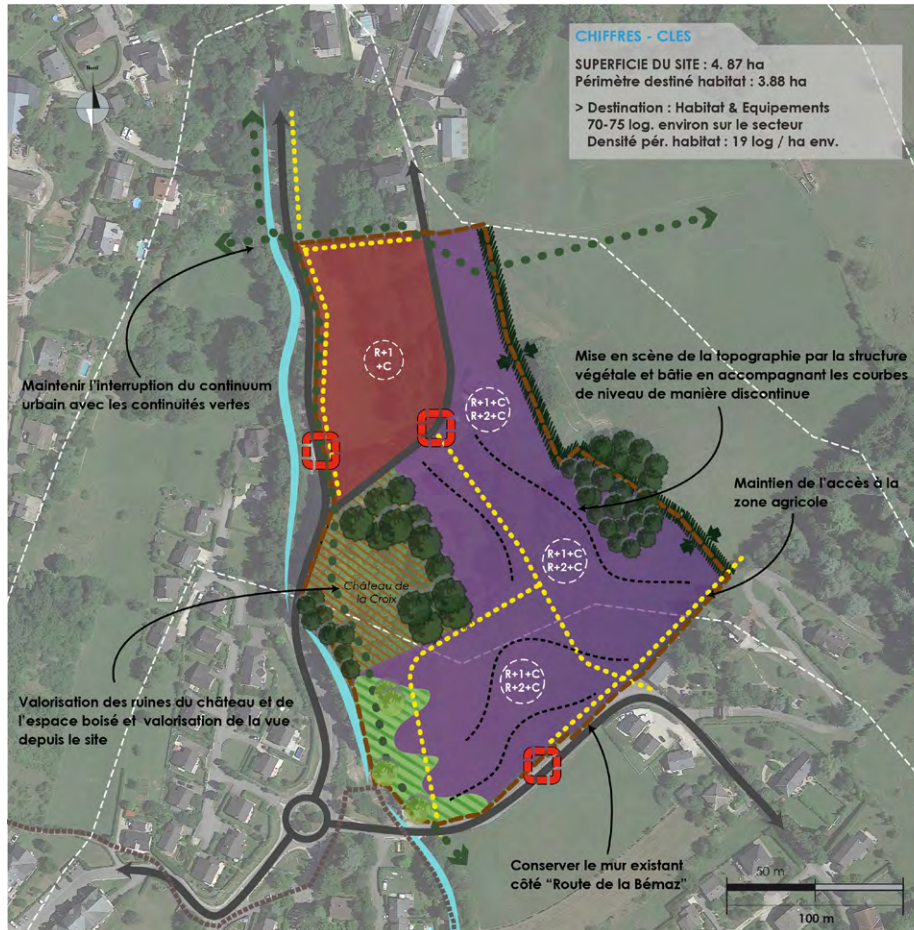 CHIFFRES - CLES
SUPERFICIE DU SITE : 4. 87 ha
Périmètre destiné habitat : 3.88 ha
> Destination : Habitat & Equipements
70-75 log. environ sur le secteur
Densité pér. habitat : 19 log / ha env.
Nord
R+1
+C
R+1+C
R+2+C
Maintenir l'interruption du continuum
urbain avec les continuités vertes
Mise en scène de la topographie par la structure
végétale et bâtie en accompagnant les courbes
de niveau de manière discontinue
Maintien de l'accès à la
zone agricole
R+1+C
R+2+C
Château de
la Croix
R+1+C
R+2+C
Valorisation des ruines du château et de
l'espace boisé et valorisation de la vue
depuis le site
Conserver le mur existant
côté "Route de la Bémaz"
50 m
100 m